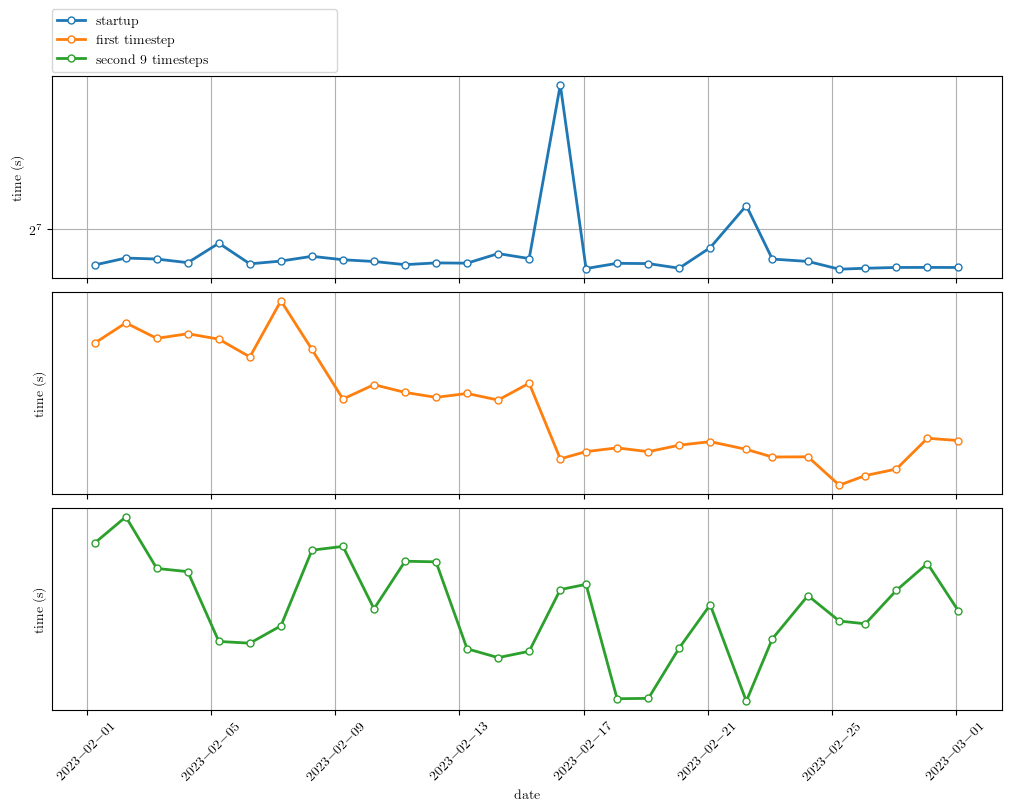 startup
first timestep
second 9 timesteps
time (s)
2^7
time (s)
time (s)
2023−02−01
2023−02−05
2023−02−09
2023−02−13
2023−02−17
2023−02−21
2023−02−25
2023−03−01
date